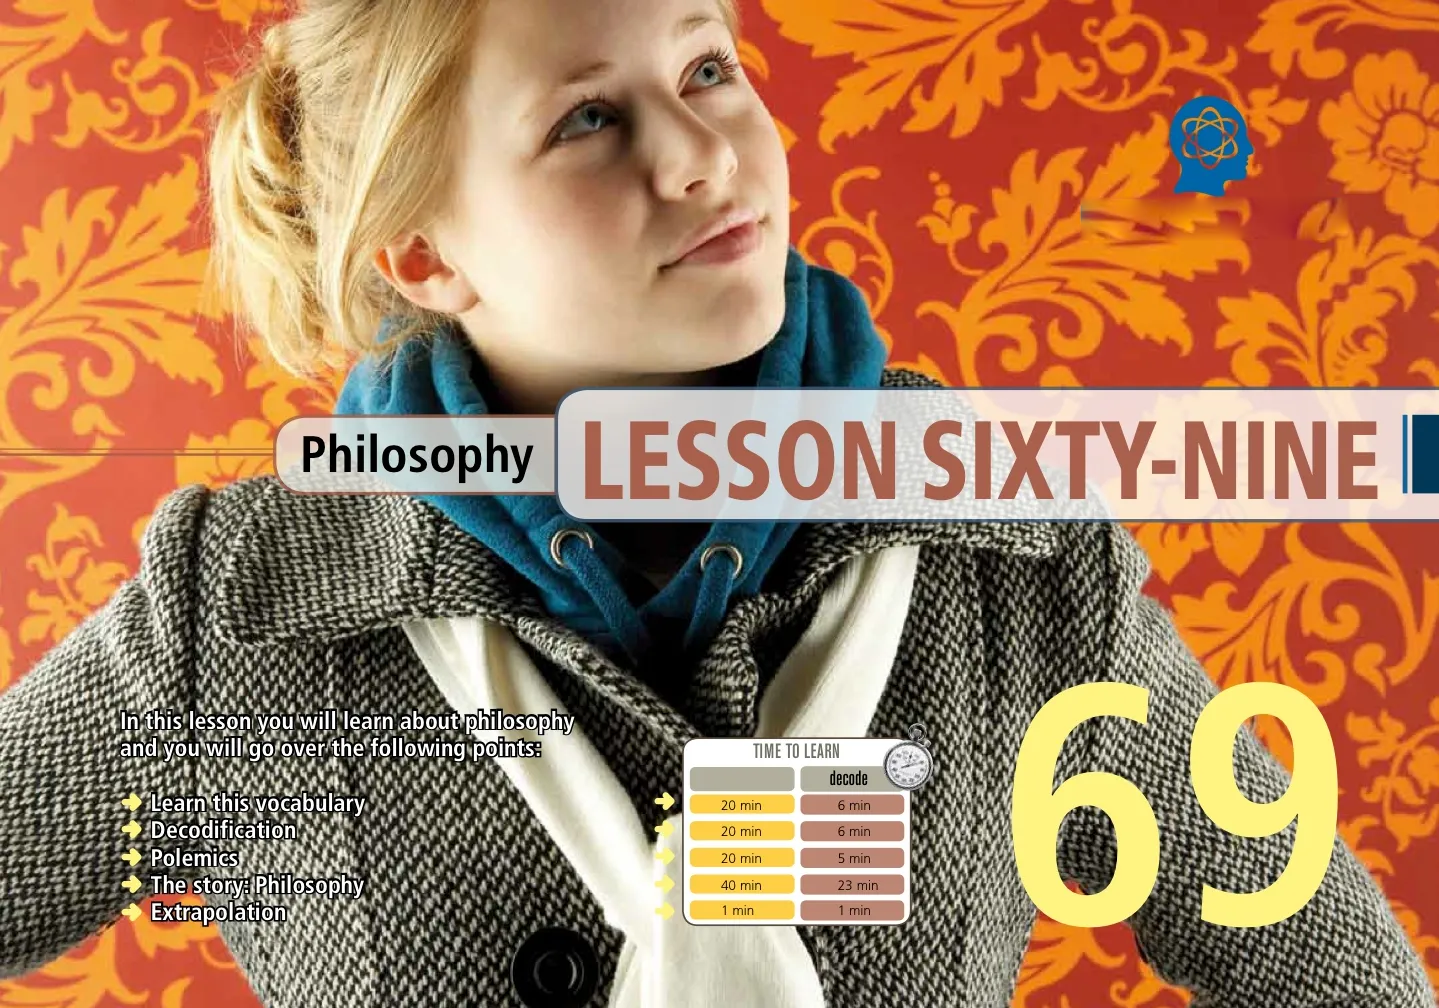 Philosophy
LESSON SIXTY-NINE
In this lesson you will learn about philosophy
and you will go over the following points:
Learn this vocabulary
Decodification
Polemics
The story: Philosophy
Extrapolation
TIME TO LEARN
decode
20 min 6 min
20 min 6 min
20 min 5 min
40 min 23 min
1 min 1 min
69